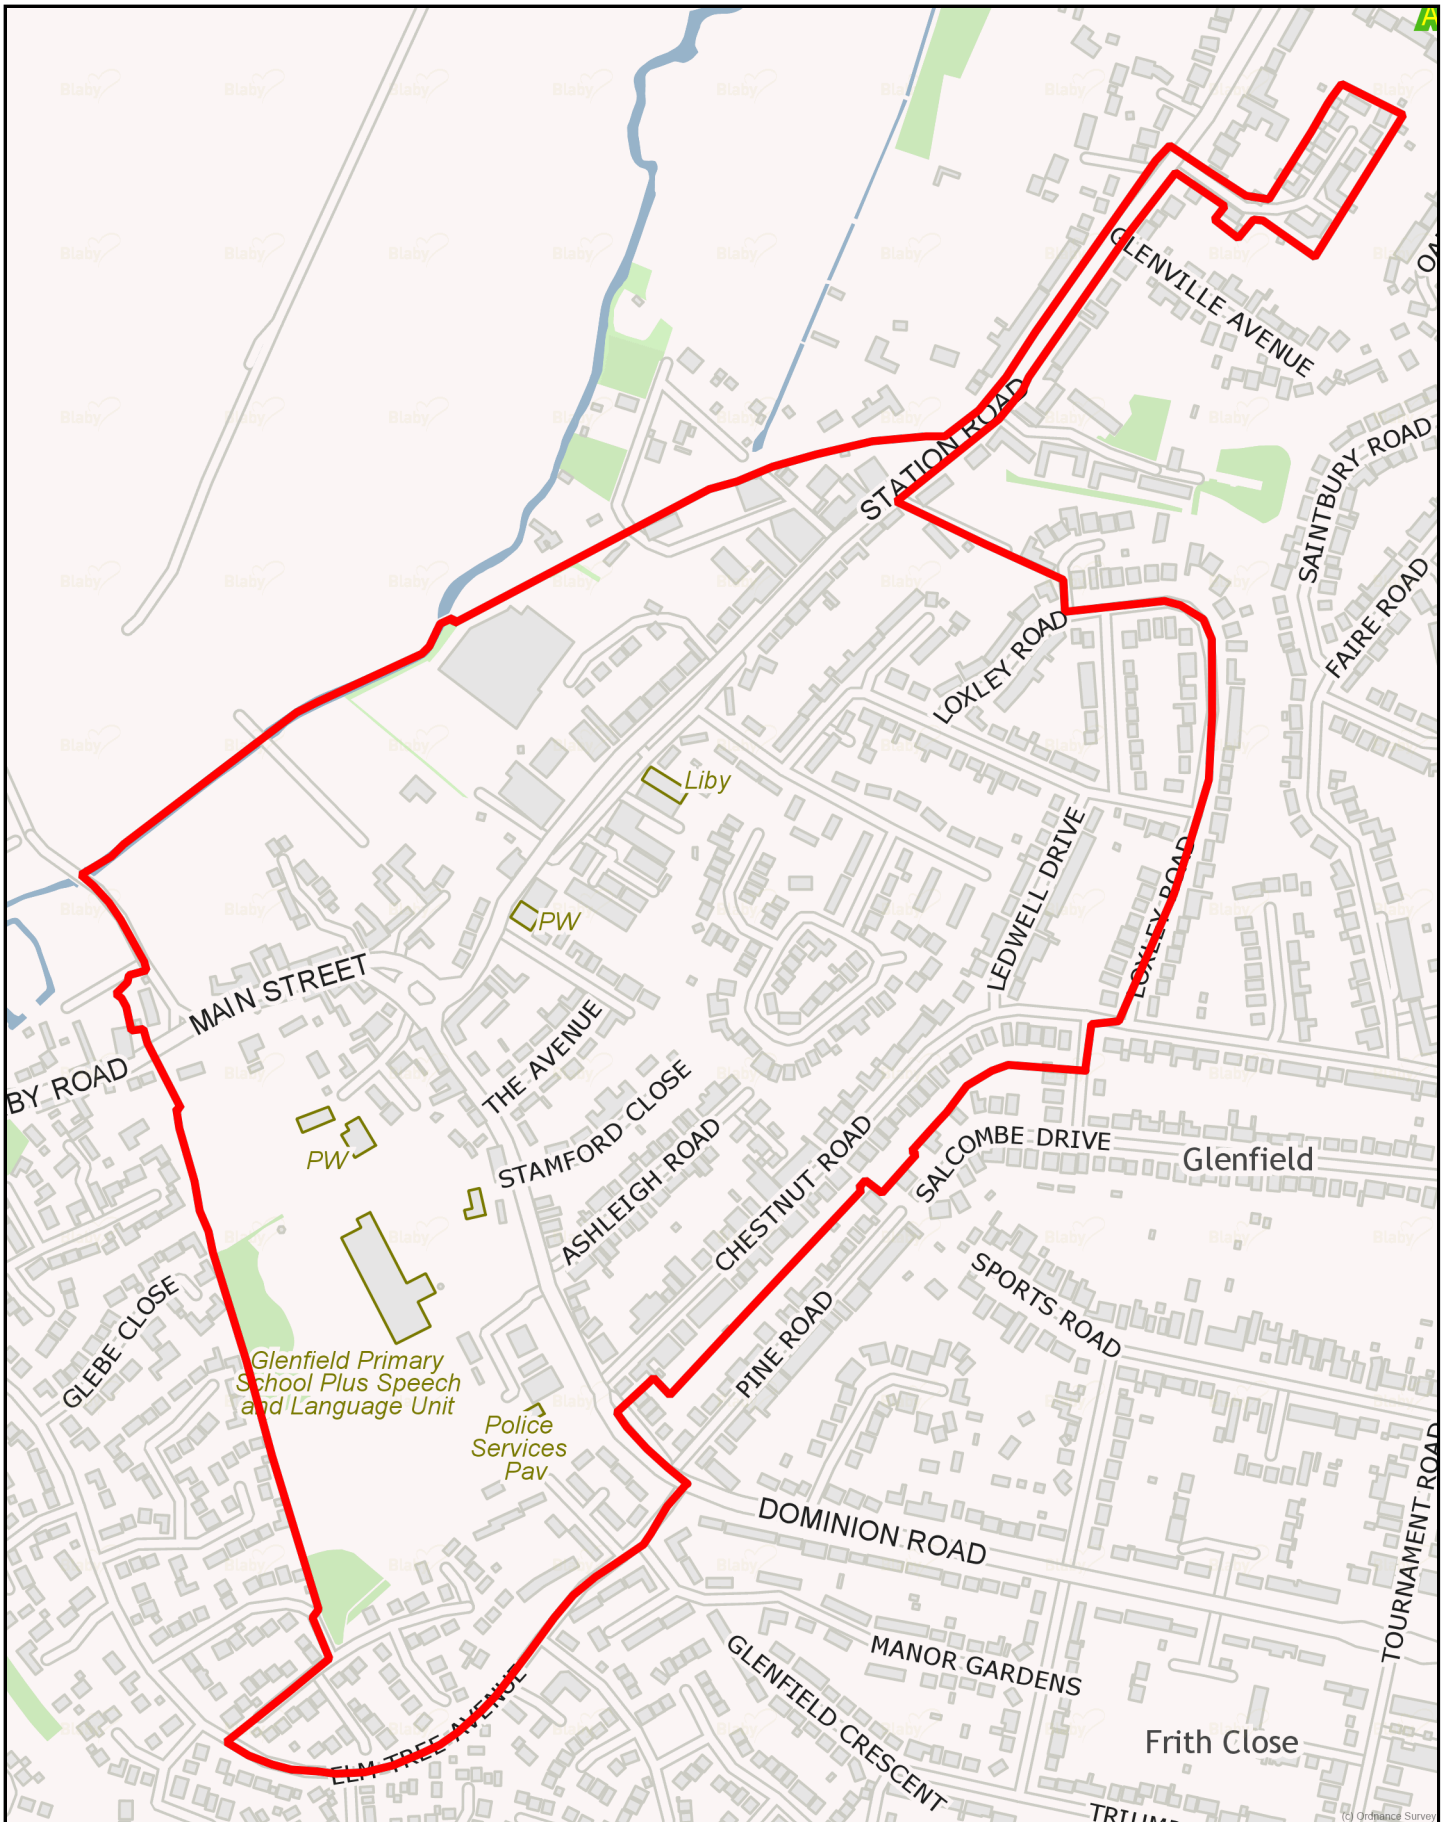 A
GLENVILLE AVENUE
OA
STATION ROAD
SAINTBURY ROAD
FAIRE ROAD
LOXLEY ROAD
Liby
LEDWELL DRIVE
LOXLEY ROAD
PW
MAIN STREET
THE AVENUE
BY ROAD
STAMFORD CLOSE
ASHLEIGH ROAD
CHESTNUT ROAD
SALCOMBE DRIVE
Glenfield
PW
SPORTS ROAD
GLEBE CLOSE
PINE ROAD
Glenfield Primary
School Plus Speech
and Language Unit
Police
Services
Pav
DOMINION ROAD
TOURNAMENT ROAD
MANOR GARDENS
GLENFIELD CRESCENT
ELM TREE AVENUE
Frith Close
TRIUM
(c) Ordnance Survey
Blaby